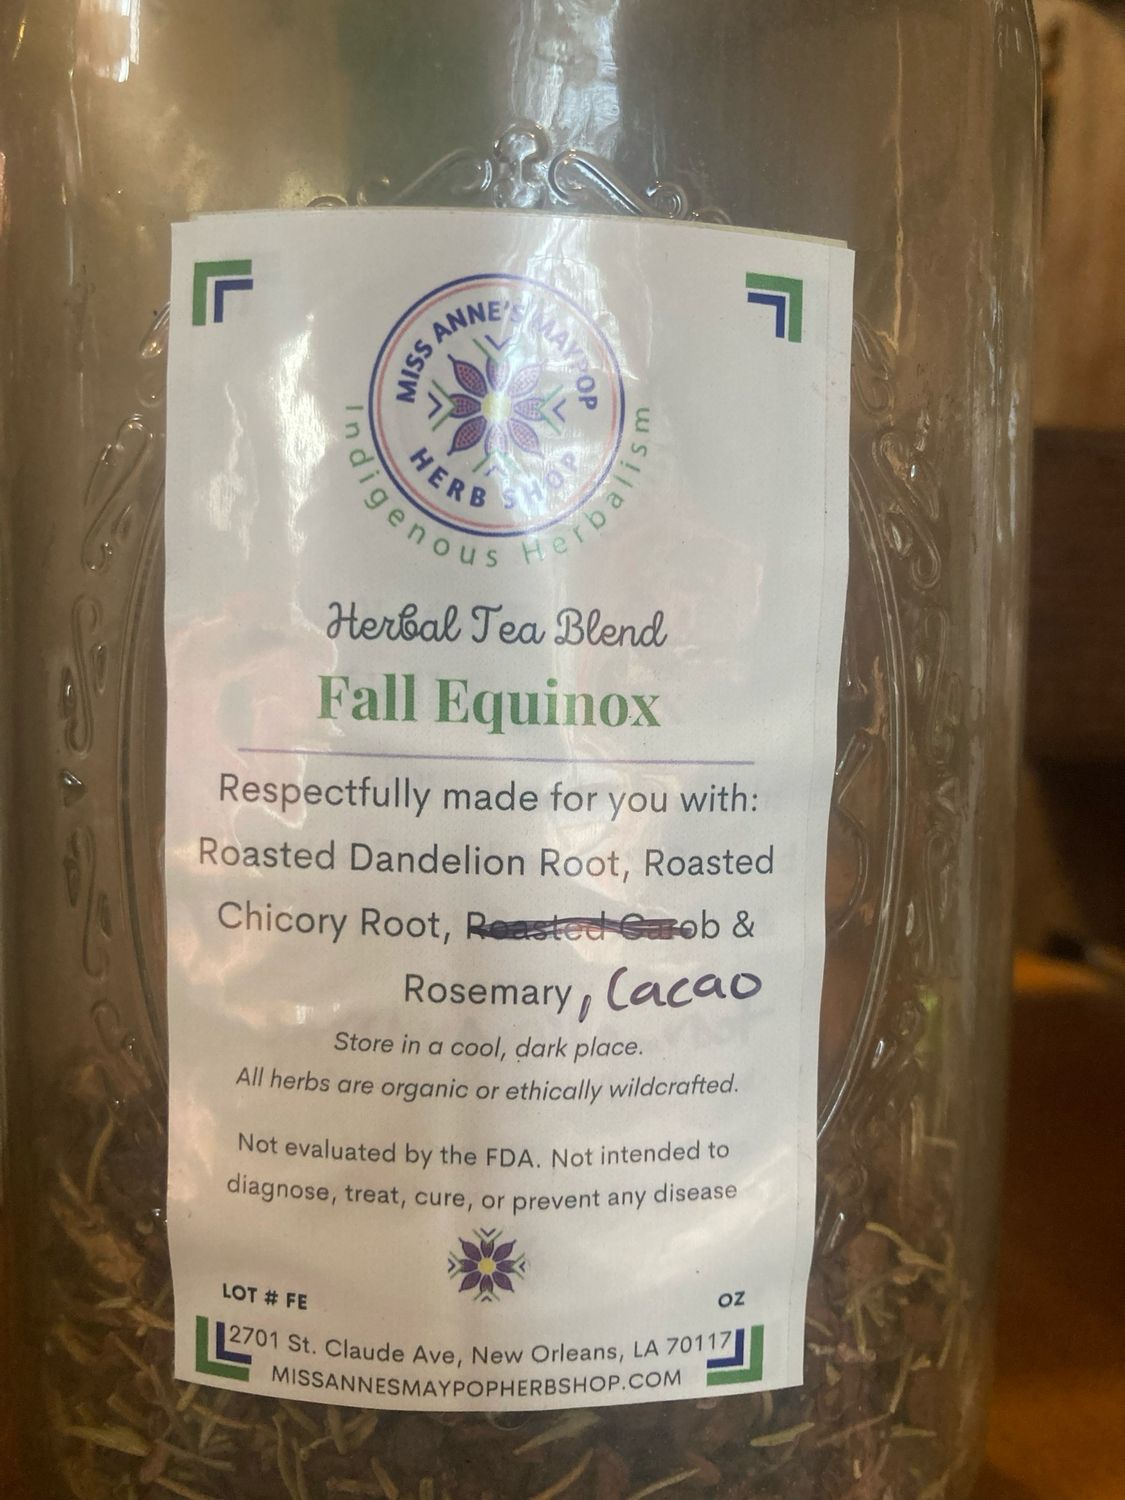 MISS ANNE'S MAYPOP
HERB SHOP
Indigenous Herbalism
Herbal Tea Blend
Fall Equinox
Respectfully made for you with:
Roasted Dandelion Root, Roasted
Chicory Root, Roasted Carob &
Rosemary, Cacao
Store in a cool, dark place.
All herbs are organic or ethically wildcrafted.
Not evaluated by the FDA. Not intended to
diagnose, treat, cure, or prevent any disease
LOT # FE OZ
2701 St. Claude Ave, New Orleans, LA 70117
MISSANNESMAYPOPHERBSHOP.COM